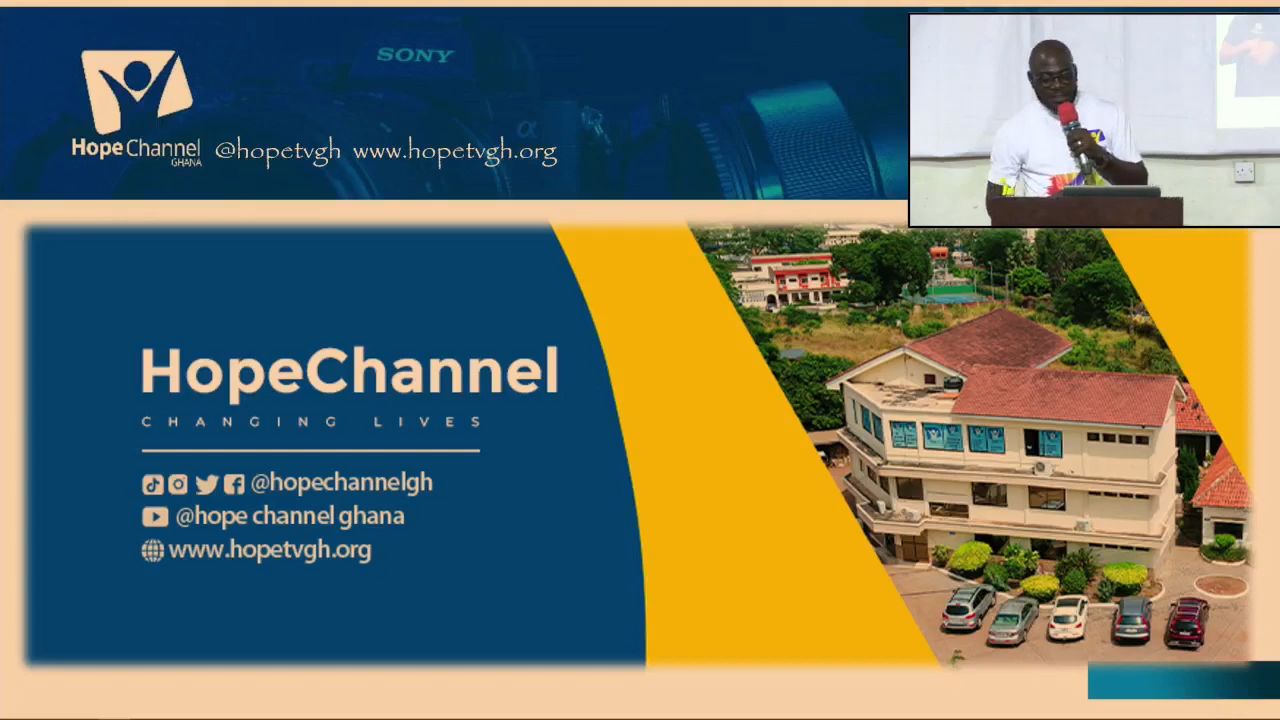 SONY
α
Hope Channel
GHANA
@hopetvgh www.hopetvgh.org
HopeChannel
CHANGING LIVES
@hopechannelgh
@hope channel ghana
www.hopetvgh.org